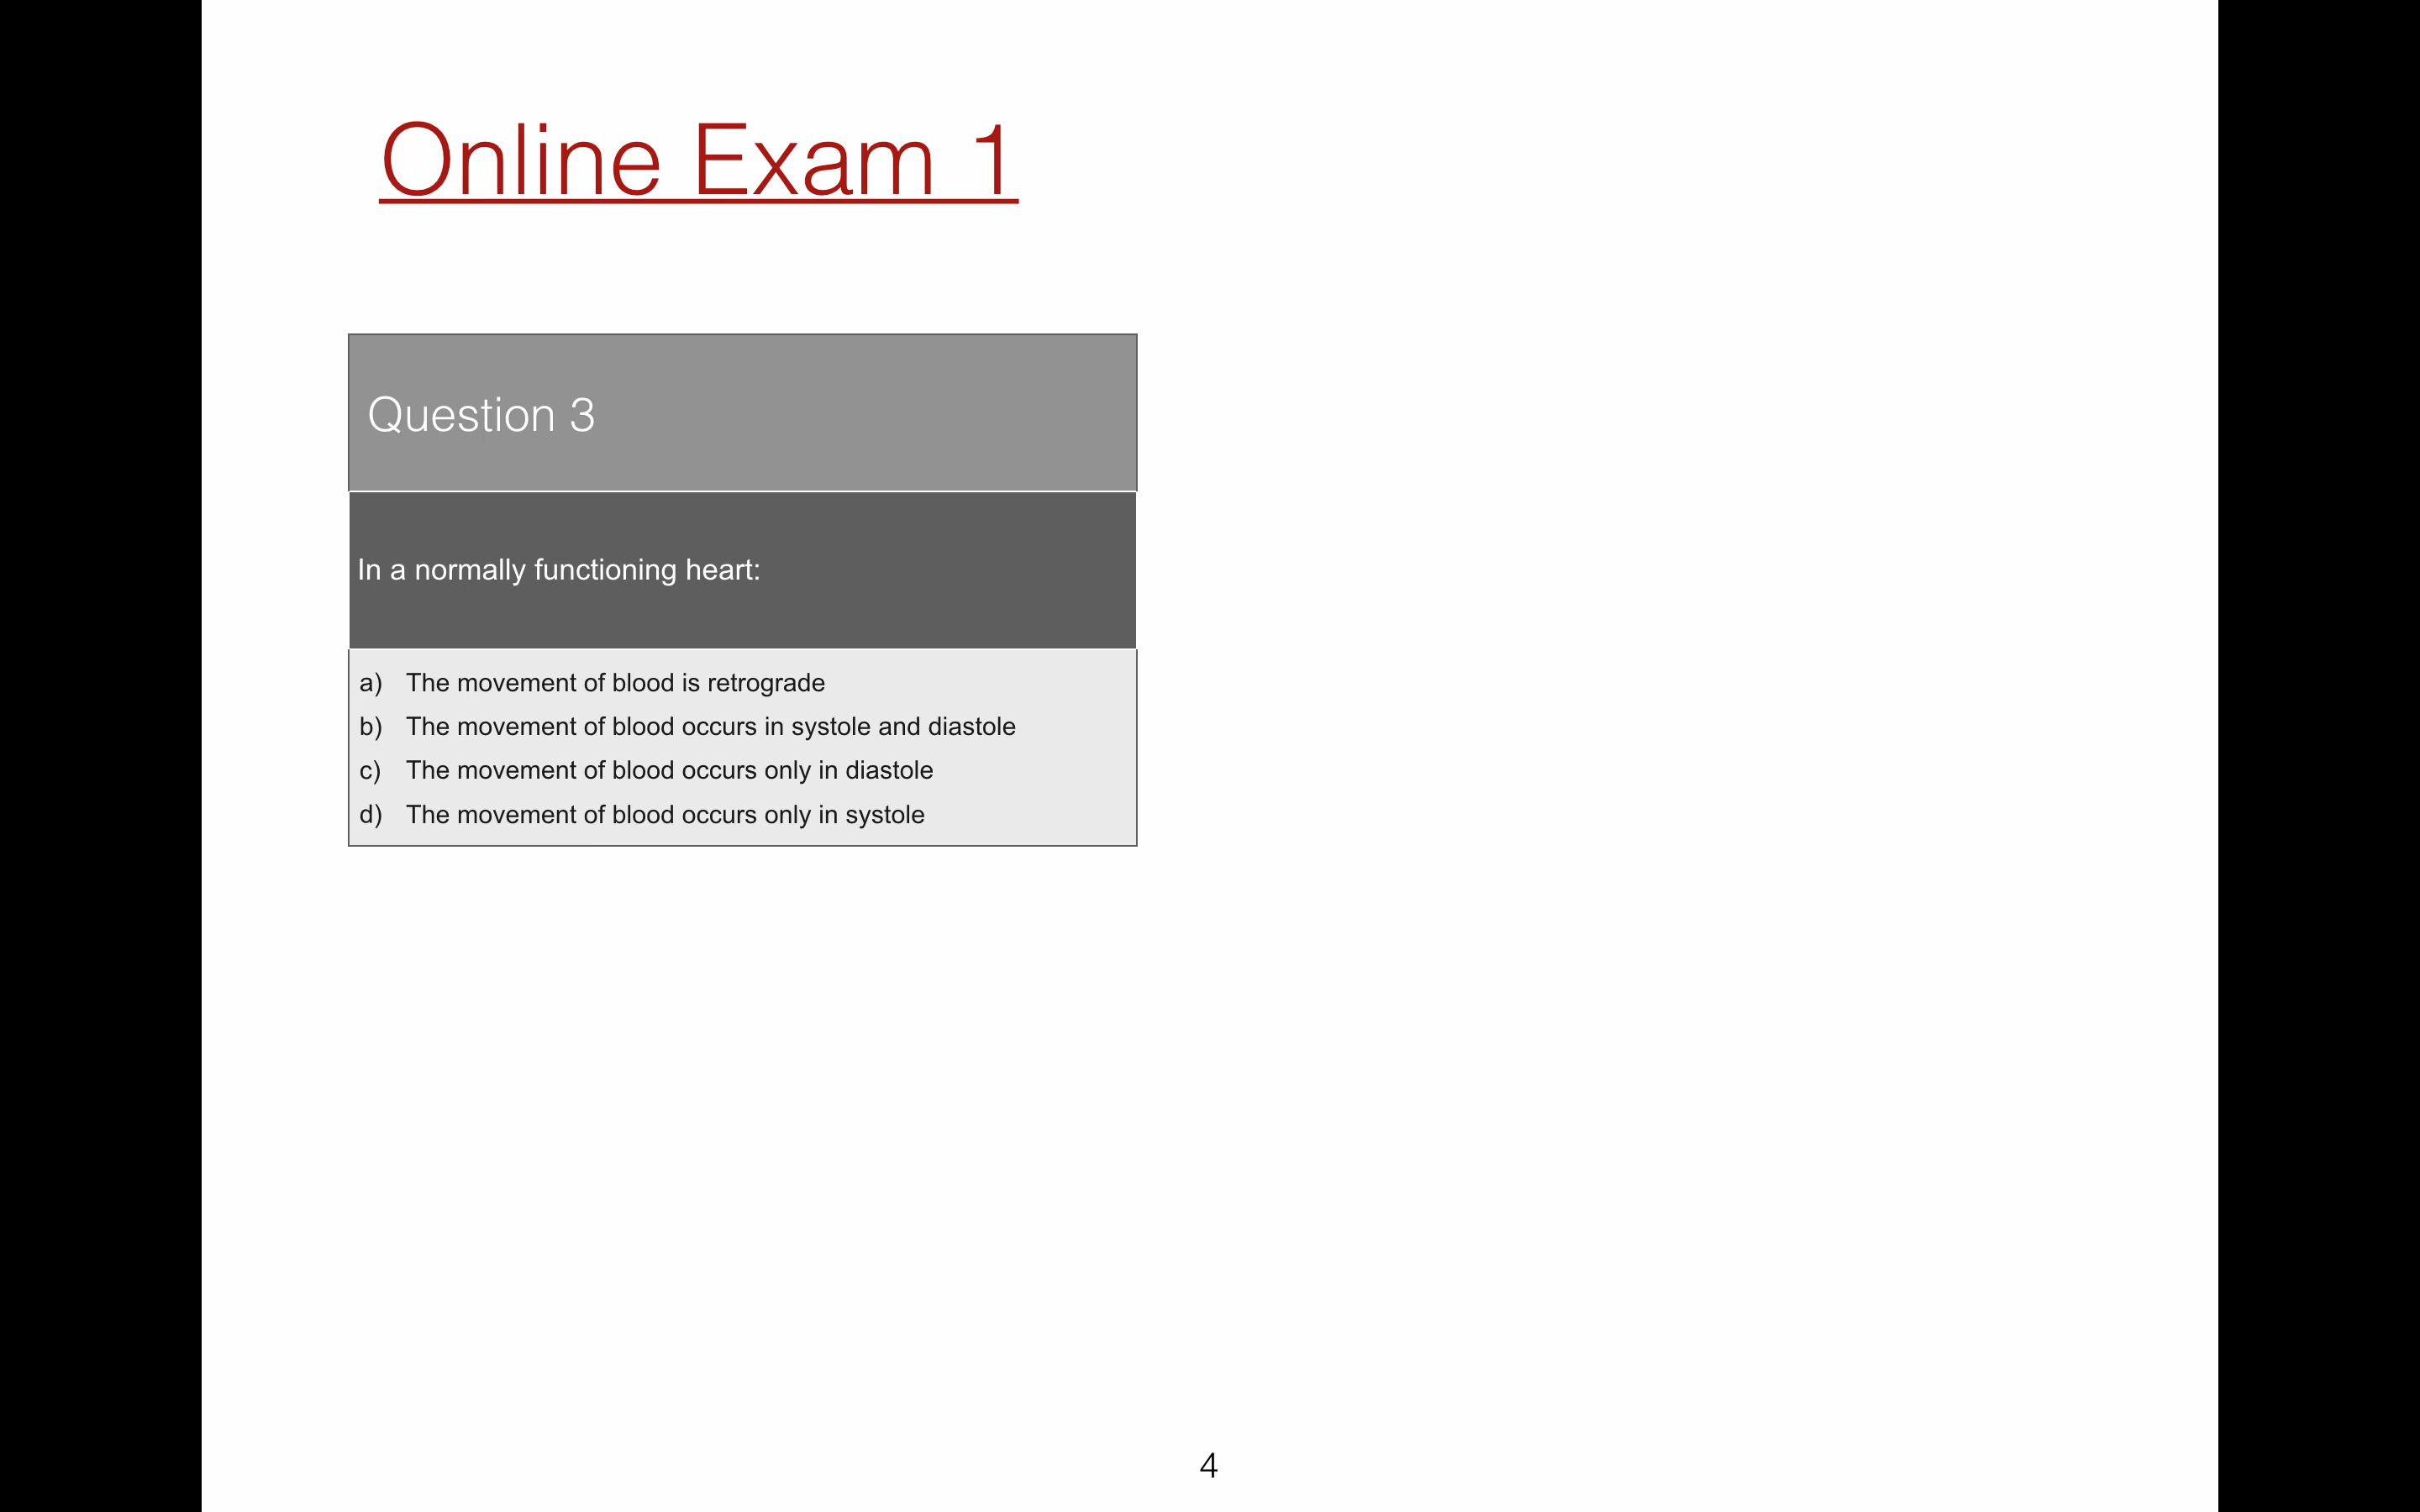 Online Exam 1
Question 3
In a normally functioning heart:
a) The movement of blood is retrograde
b) The movement of blood occurs in systole and diastole
c) The movement of blood occurs only in diastole
d) The movement of blood occurs only in systole
4